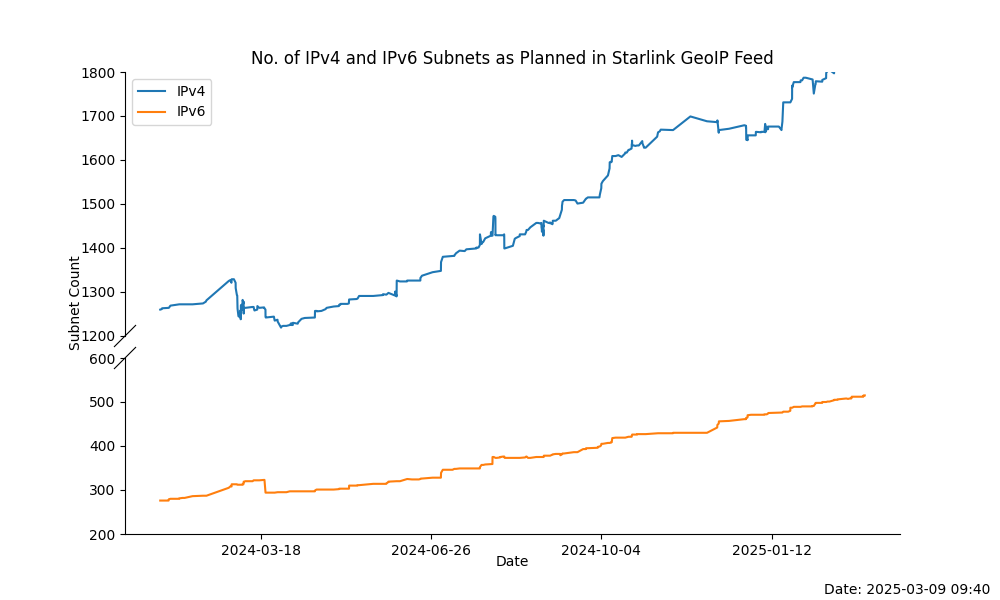 No. of IPv4 and IPv6 Subnets as Planned in Starlink GeoIP Feed
IPv4
IPv6
1800
1700
1600
1500
1400
1300
1200
600
500
400
300
200
Subnet Count
2024-03-18
2024-06-26
2024-10-04
2025-01-12
Date
Date: 2025-03-09 09:40